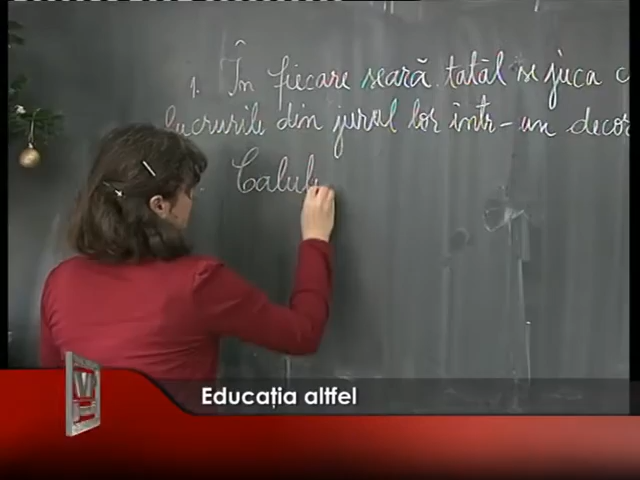 1. În fiecare seară tatăl se juca c
lucrurile din jurul lor într-un decor
Calul
Educația altfel